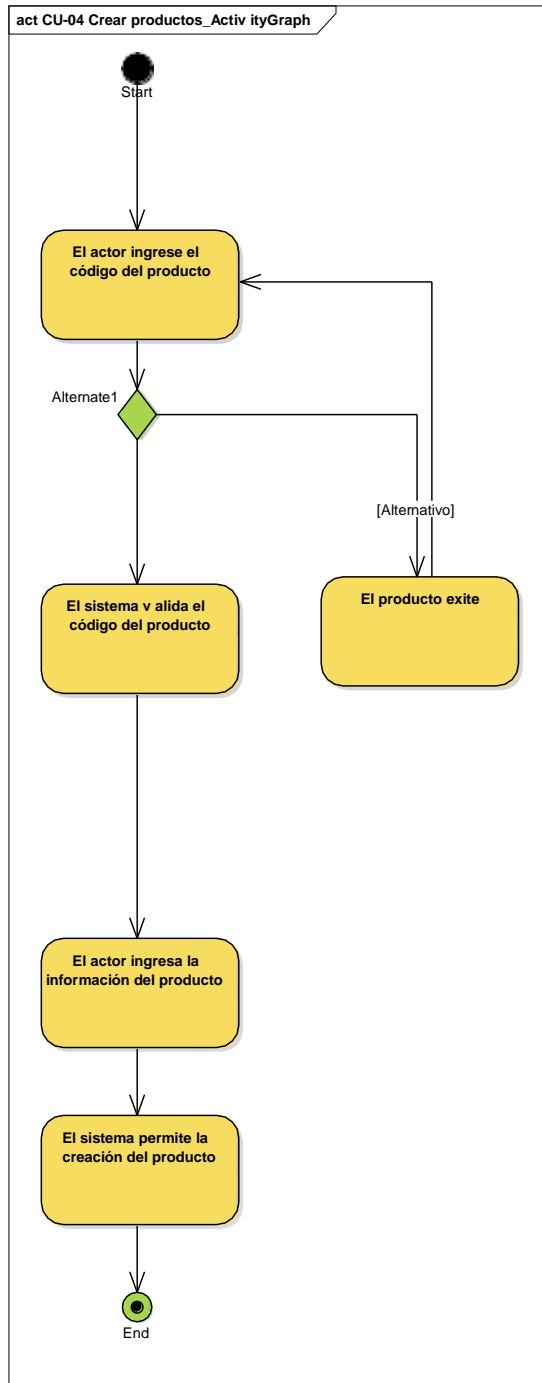 act CU-04 Crear productos_Activ ityGraph
Start
El actor ingrese el
código del producto
Alternate1
[Alternativo]
El sistema v alida el
código del producto
El producto exite
El actor ingresa la
información del producto
El sistema permite la
creación del producto
End